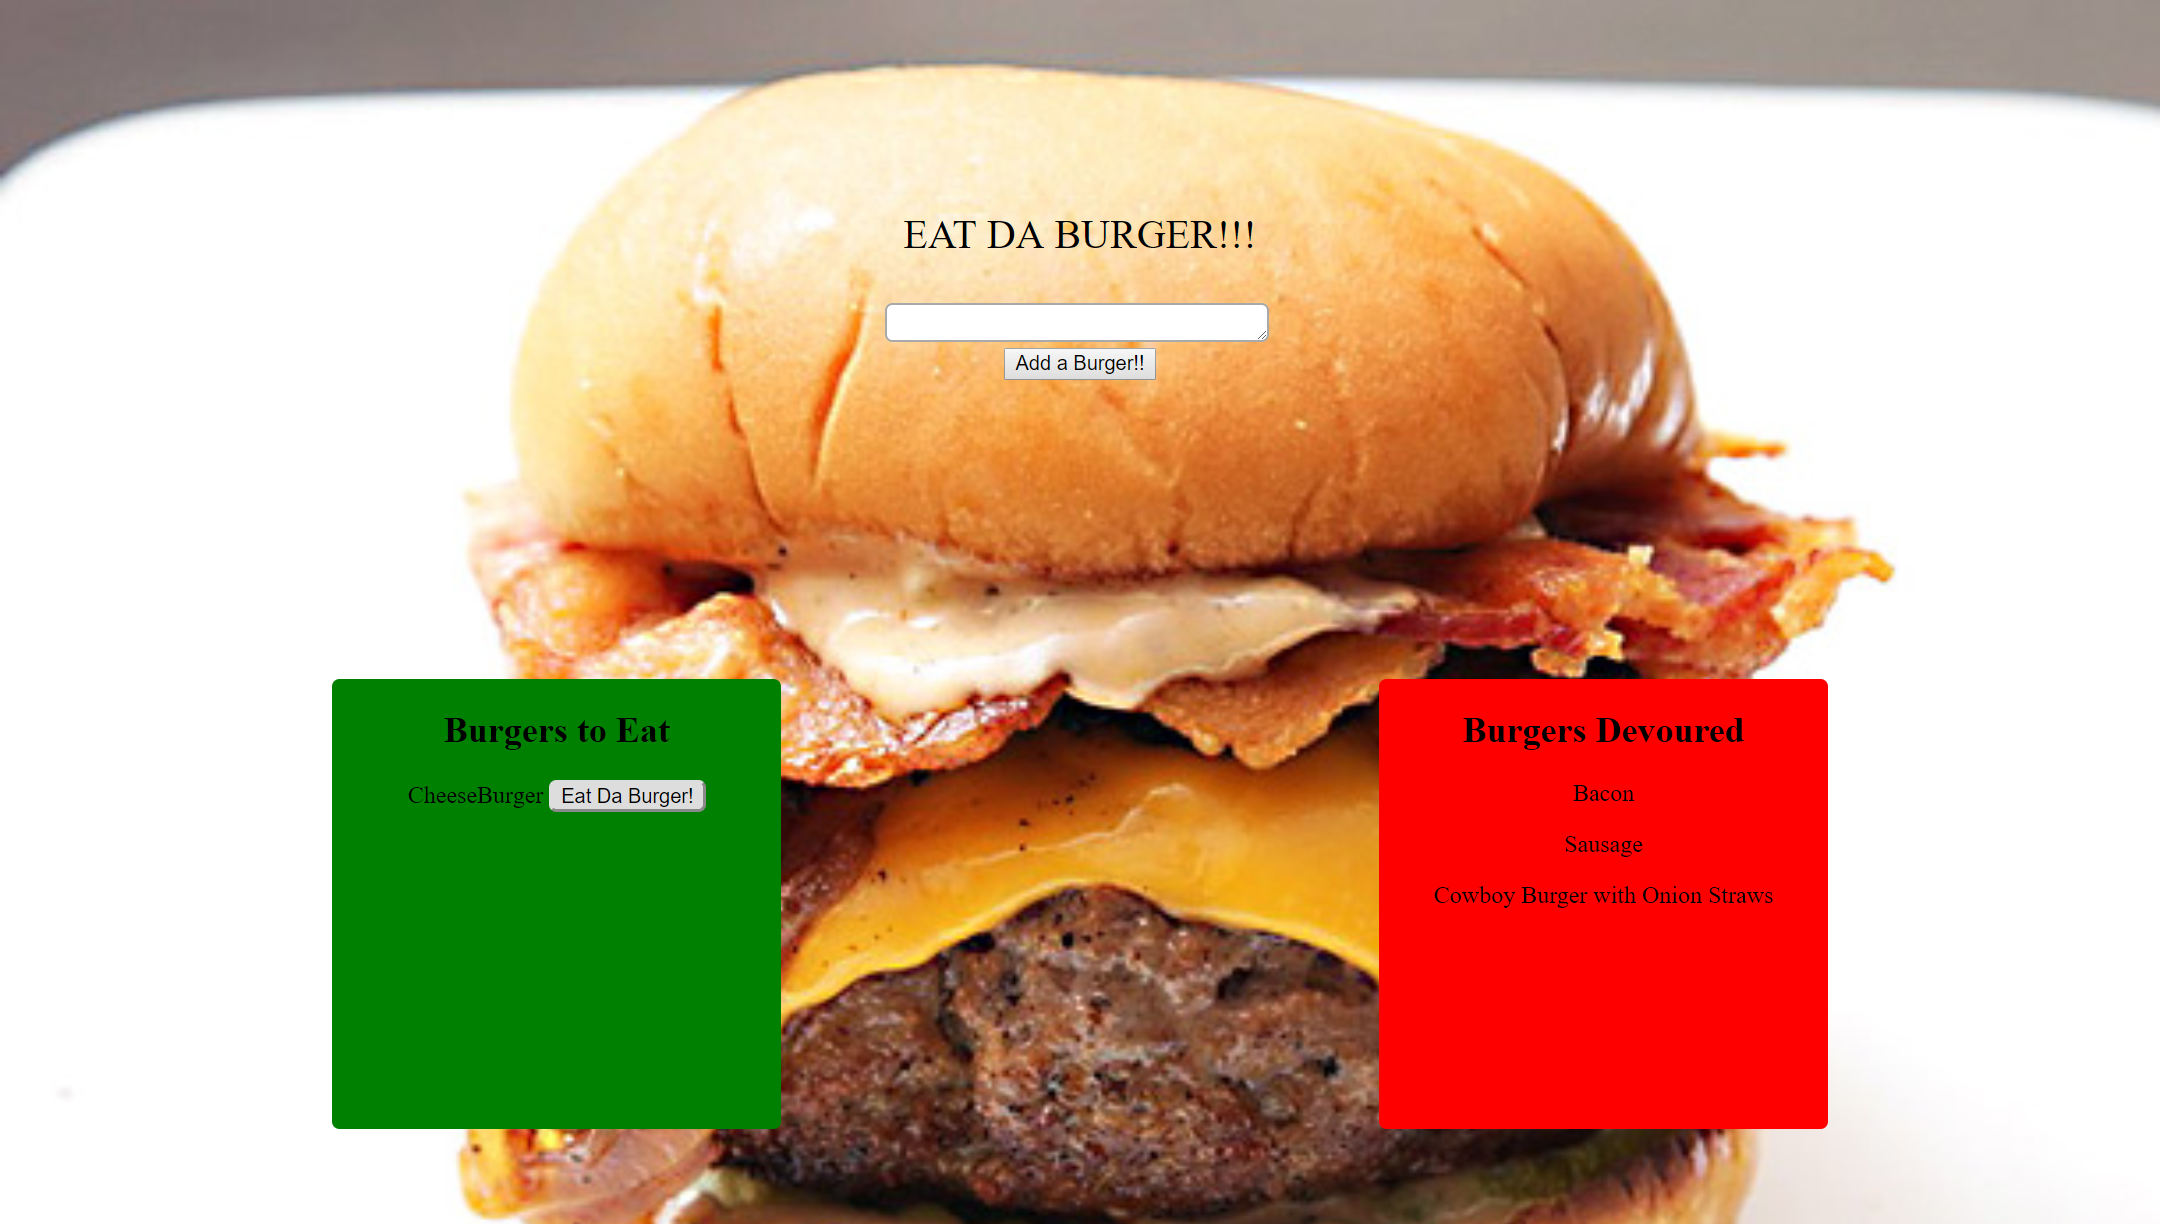 EAT DA BURGER!!!
Add a Burger!!
Burgers to Eat
CheeseBurger Eat Da Burger!
Burgers Devoured
Bacon
Sausage
Cowboy Burger with Onion Straws